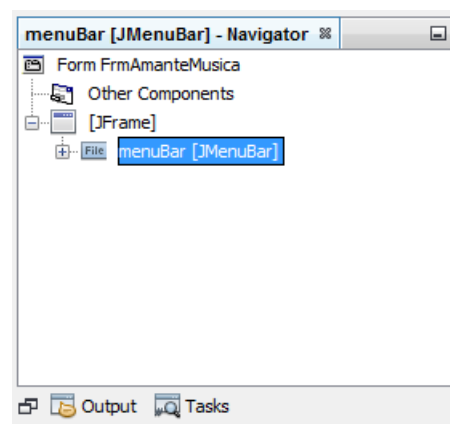 menuBar [JMenuBar] - Navigator
Form FrmAmanteMusica
Other Components
[JFrame]
File menuBar [JMenuBar]
Output Tasks